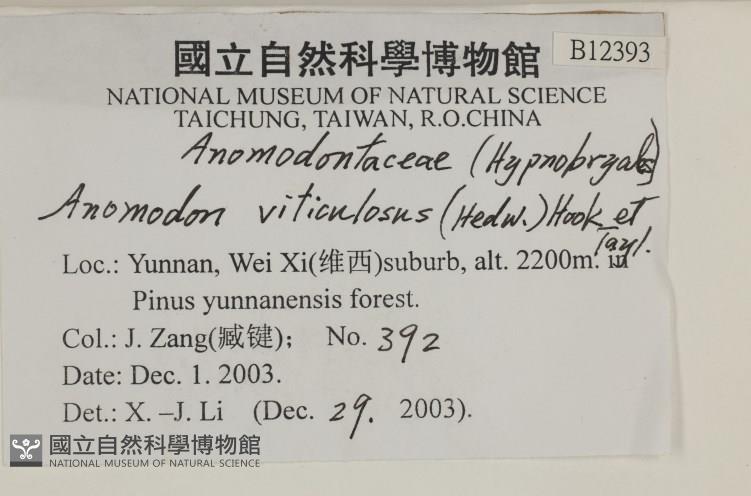 國立自然科學博物館
B12393
NATIONAL MUSEUM OF NATURAL SCIENCE
TAICHUNG, TAIWAN, R.O.CHINA
Anomodontaceae (Hypnobryales)
Anomodon viticulosus (Hedw.) Hook et Tayl.
Loc.: Yunnan, Wei Xi(维西)suburb, alt. 2200m. in
Pinus yunnanensis forest.
Col.: J. Zang(臧键); No. 392
Date: Dec. 1. 2003.
Det.: X. –J. Li (Dec. 29. 2003).
國立自然科學博物館
NATIONAL MUSEUM OF NATURAL SCIENCE